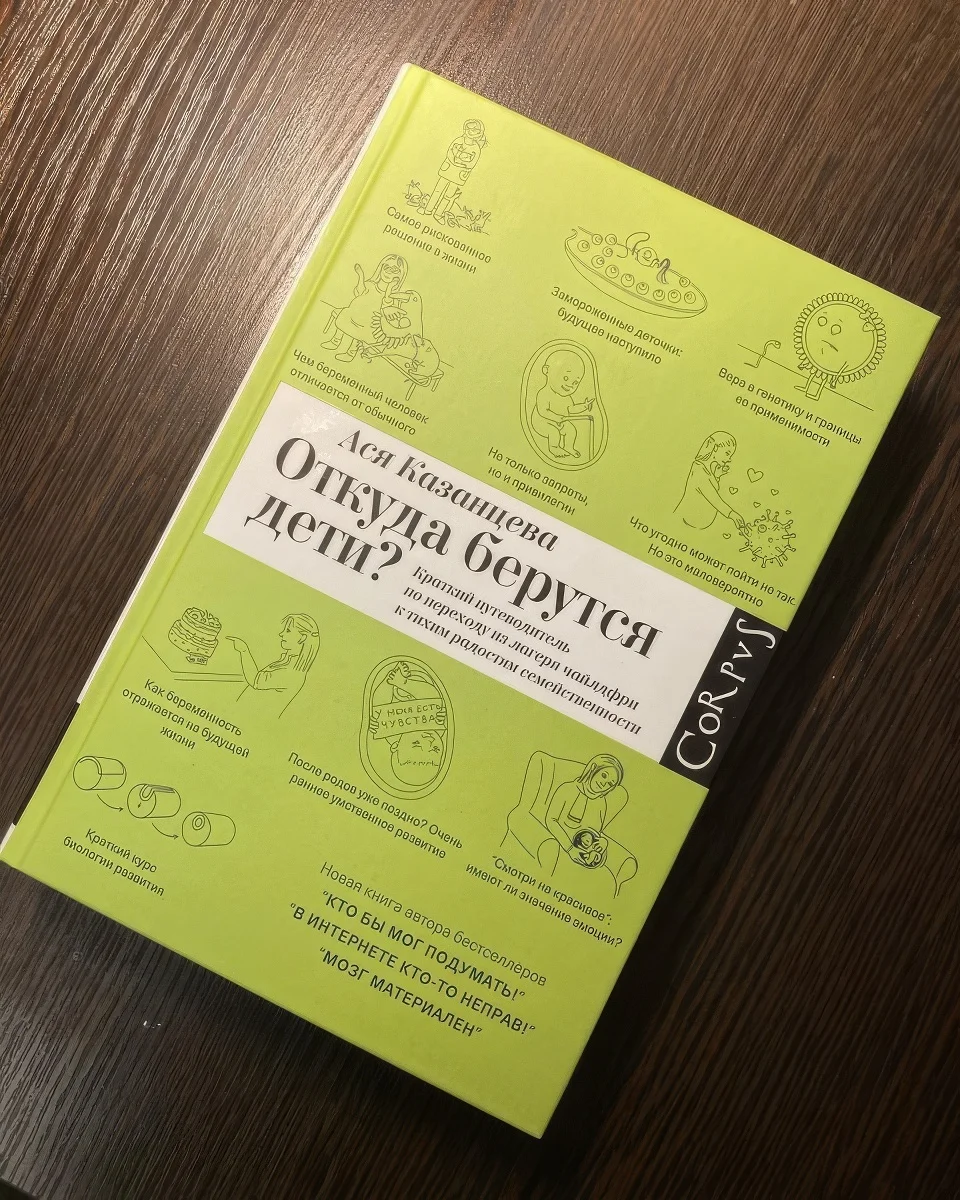 Самое рискованное
решение в жизни
Замороженные деточки:
будущее наступило
Вера в генетику и границы
ее применимости
Чем беременный человек
отличается от обычного
Не только запреты,
но и привилегии
Что угодно может пойти не так.
Но это маловероятно
Ася Казанцева
Откуда берутся
дети?
Краткий путеводитель
по переходу из лагеря чайлдфри
к тихим радостям семейственности
CORPVS
Как беременность
отражается на будущей
жизни
У МЕНЯ ЕСТЬ
ЧУВСТВА
После родов уже поздно? Очень
раннее умственное развитие
"Смотри на красивое":
имеют ли значение эмоции?
Краткий курс
биологии развития
Новая книга автора бестселлеров
"КТО БЫ МОГ ПОДУМАТЬ!"
"В ИНТЕРНЕТЕ КТО-ТО НЕПРАВ!"
"МОЗГ МАТЕРИАЛЕН"